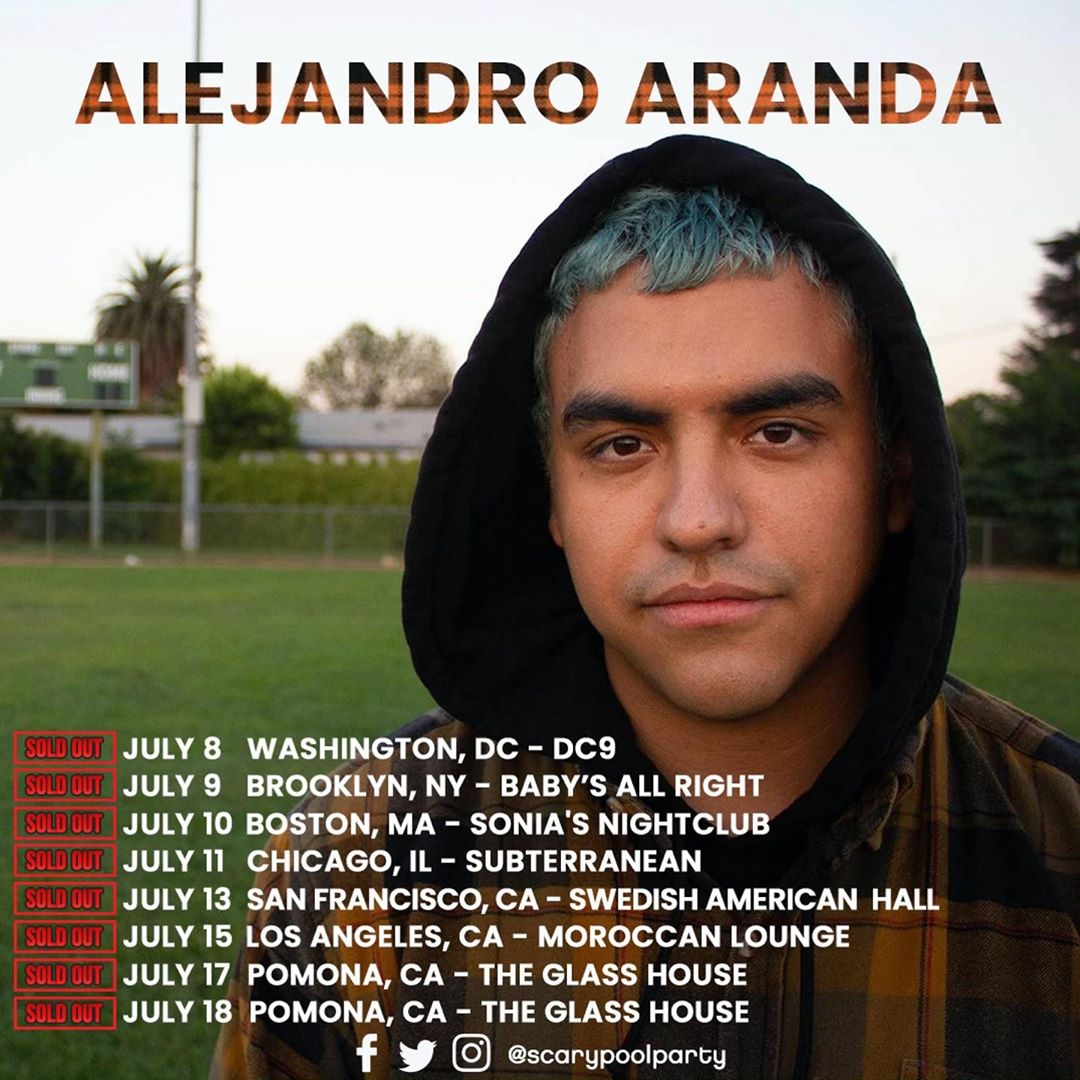 ALEJANDRO ARANDA
SOLD OUT JULY 8 WASHINGTON, DC - DC9
SOLD OUT JULY 9 BROOKLYN, NY - BABY'S ALL RIGHT
SOLD OUT JULY 10 BOSTON, MA - SONIA'S NIGHTCLUB
SOLD OUT JULY 11 CHICAGO, IL - SUBTERRANEAN
SOLD OUT JULY 13 SAN FRANCISCO, CA - SWEDISH AMERICAN HALL
SOLD OUT JULY 15 LOS ANGELES, CA - MOROCCAN LOUNGE
SOLD OUT JULY 17 POMONA, CA - THE GLASS HOUSE
SOLD OUT JULY 18 POMONA, CA - THE GLASS HOUSE
@scarypoolparty